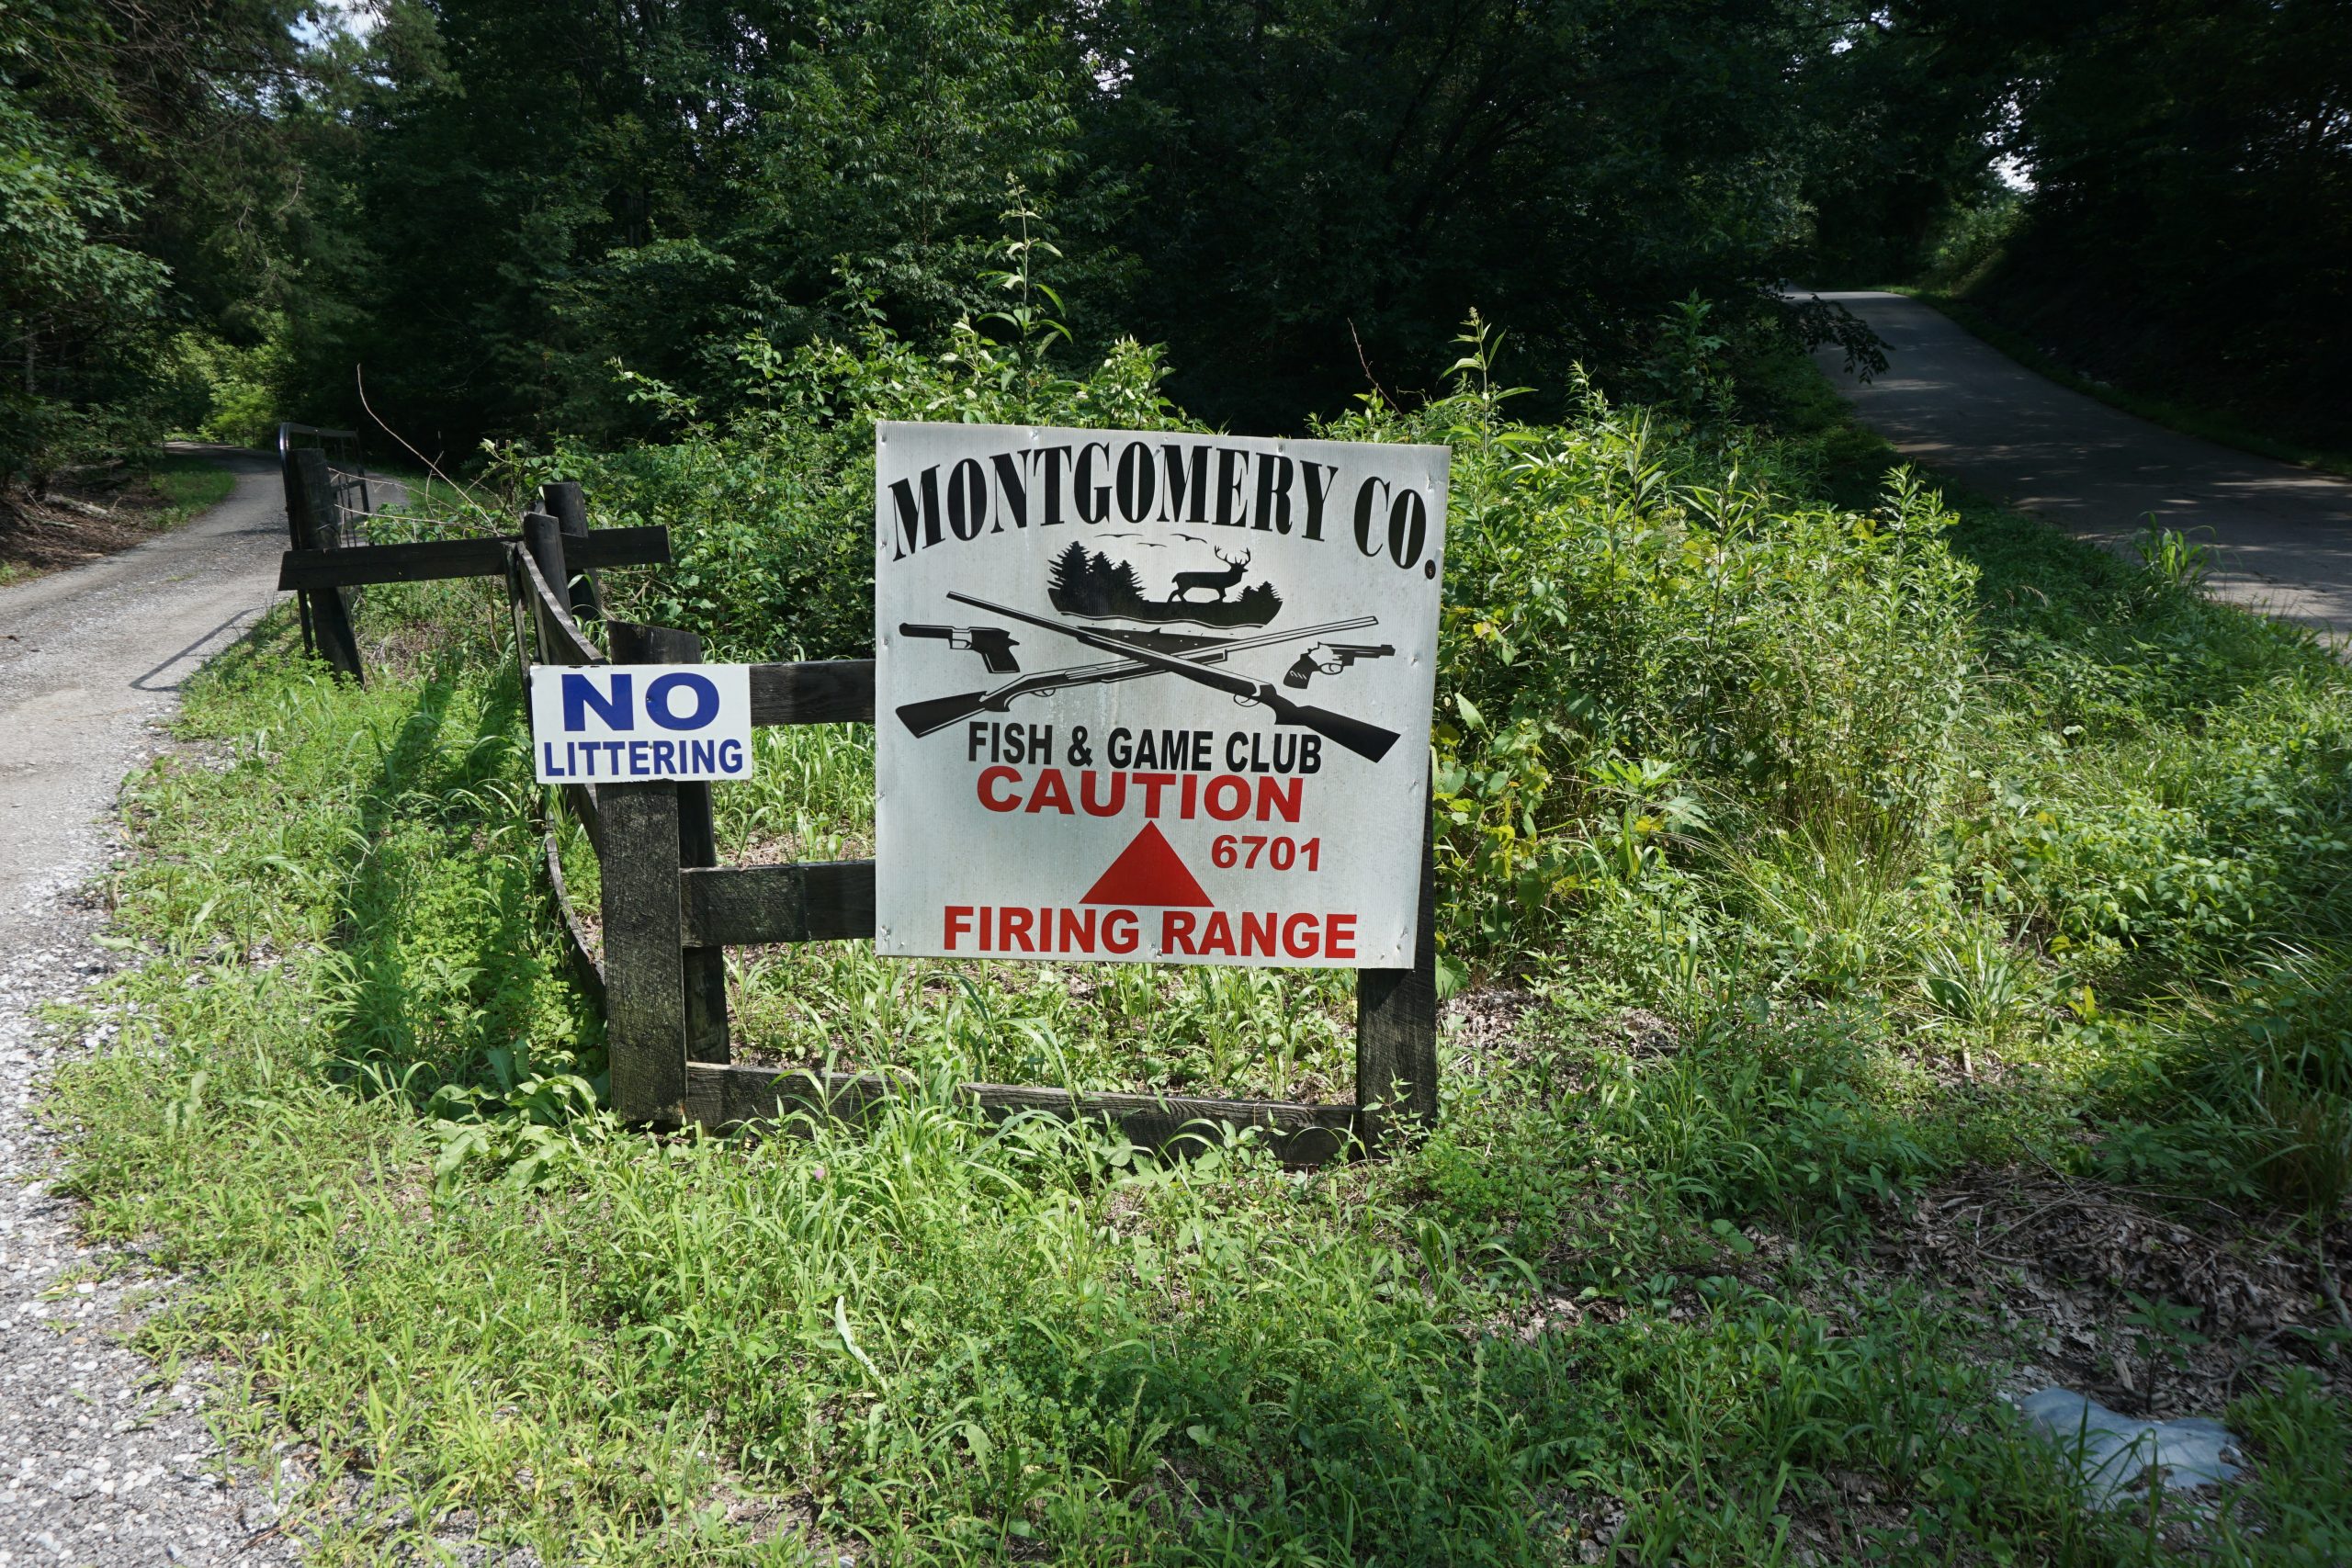 MONTGOMERY CO.
FISH & GAME CLUB
CAUTION
6701
FIRING RANGE
NO
LITTERING